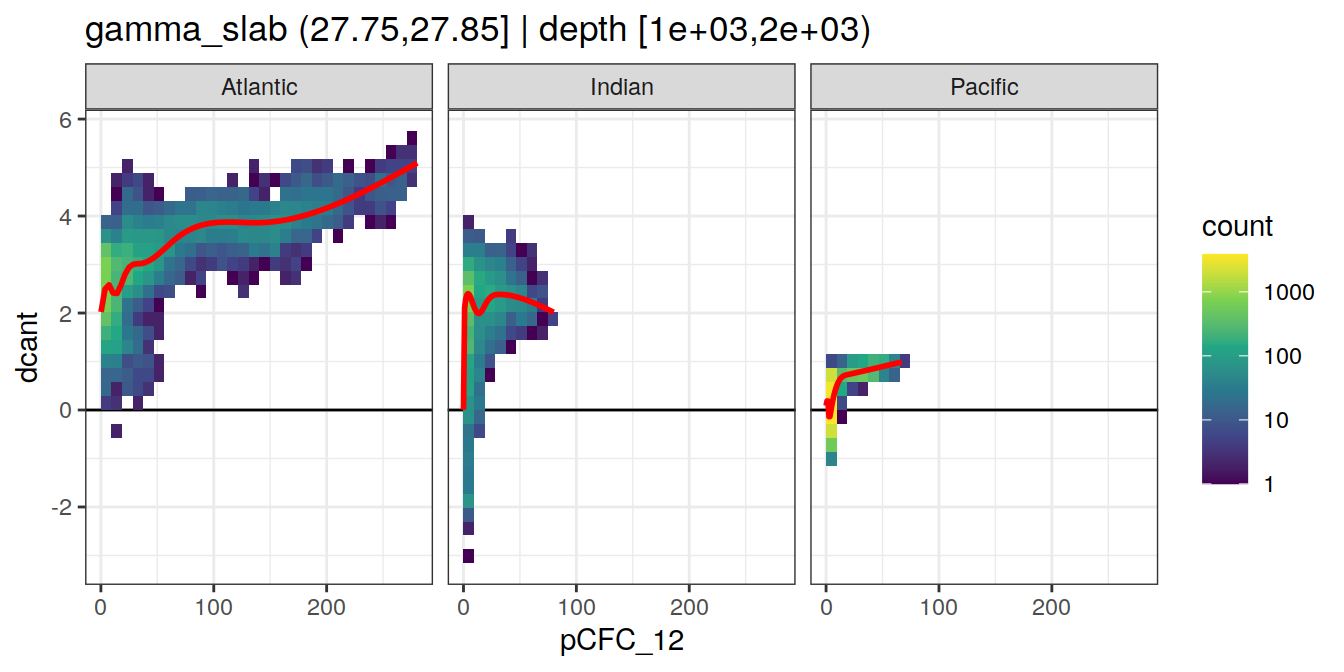 gamma_slab (27.75,27.85] | depth [1e+03,2e+03)
Atlantic
Indian
Pacific
6
4
2
0
-2
dcant
0 100 200
0 100 200
0 100 200
pCFC_12
count
1000
100
10
1